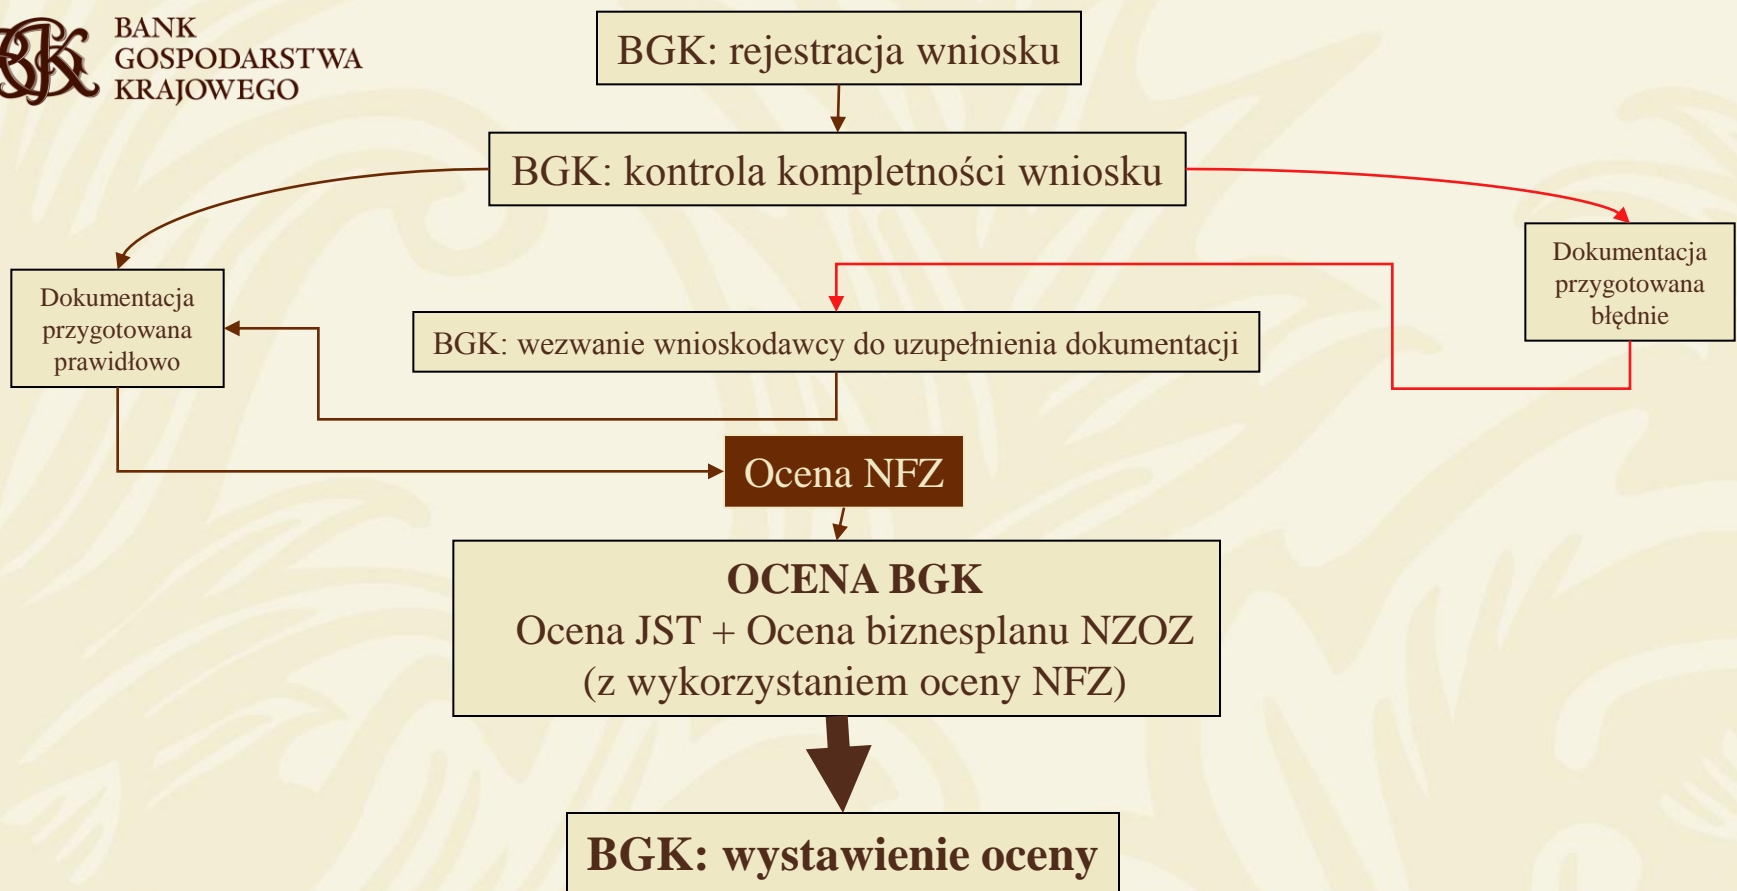 BANK
GOSPODARSTWA
KRAJOWEGO
BGK: rejestracja wniosku
BGK: kontrola kompletności wniosku
Dokumentacja
przygotowana
prawidłowo
BGK: wezwanie wnioskodawcy do uzupełnienia dokumentacji
Dokumentacja
przygotowana
błędnie
Ocena NFZ
OCENA BGK
Ocena JST + Ocena biznesplanu NZOZ
(z wykorzystaniem oceny NFZ)
BGK: wystawienie oceny